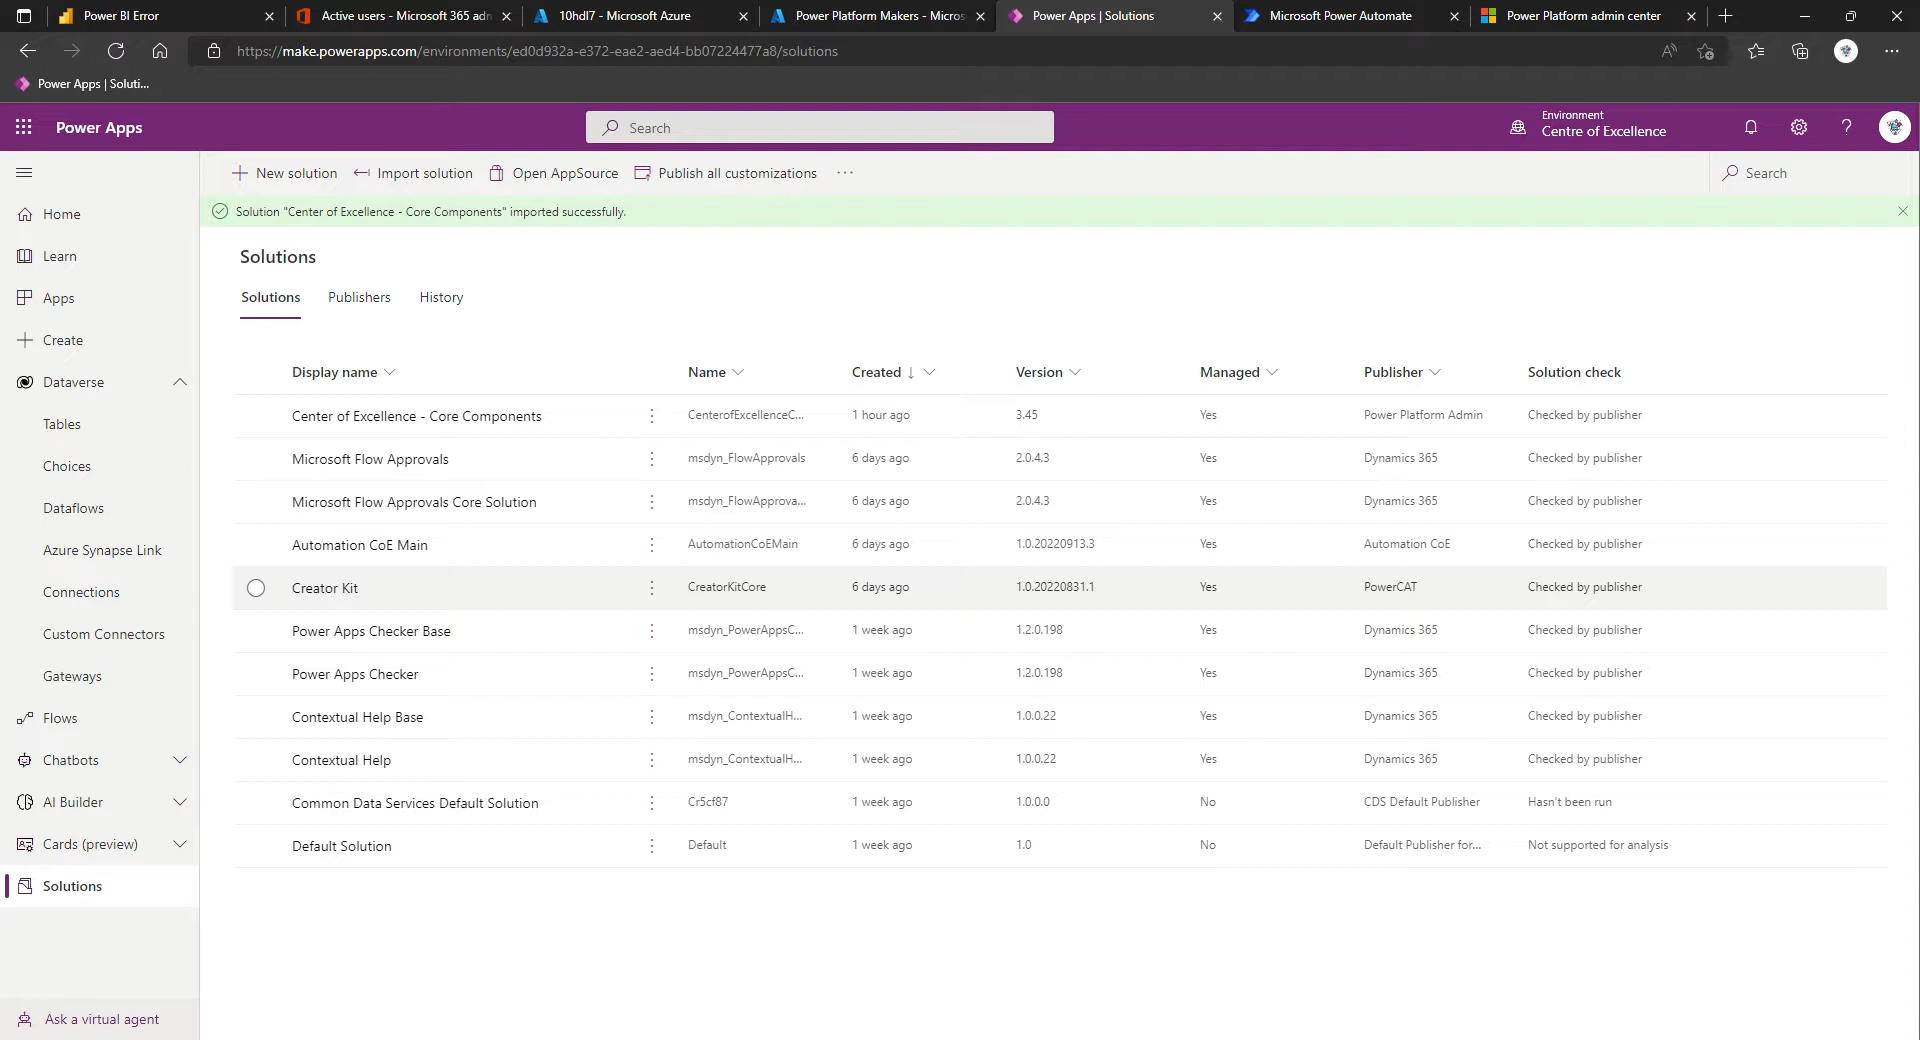 Power BI Error
Active users - Microsoft 365 adn
10hdl7 - Microsoft Azure
Power Platform Makers - Micros
Power Apps | Solutions
Microsoft Power Automate
Power Platform admin center
https://make.powerapps.com/environments/ed0d932a-e372-eae2-aed4-bb07224477a8/solutions
Power Apps | Soluti...
Power Apps
Search
Environment
Centre of Excellence
New solution
Import solution
Open AppSource
Publish all customizations
Search
Solution "Center of Excellence - Core Components" imported successfully.
Home
Learn
Apps
Create
Dataverse
Tables
Choices
Dataflows
Azure Synapse Link
Connections
Custom Connectors
Gateways
Flows
Chatbots
AI Builder
Cards (preview)
Solutions
Ask a virtual agent
Solutions
Solutions Publishers History
Display name Name Created ↓ Version Managed Publisher Solution check
Center of Excellence - Core Components ⋮ CenterofExcellenceC... 1 hour ago 3.45 Yes Power Platform Admin Checked by publisher
Microsoft Flow Approvals ⋮ msdyn_FlowApprovals 6 days ago 2.0.4.3 Yes Dynamics 365 Checked by publisher
Microsoft Flow Approvals Core Solution ⋮ msdyn_FlowApprova... 6 days ago 2.0.4.3 Yes Dynamics 365 Checked by publisher
Automation CoE Main ⋮ AutomationCoEMain 6 days ago 1.0.20220913.3 Yes Automation CoE Checked by publisher
Creator Kit ⋮ CreatorKitCore 6 days ago 1.0.20220831.1 Yes PowerCAT Checked by publisher
Power Apps Checker Base ⋮ msdyn_PowerAppsC... 1 week ago 1.2.0.198 Yes Dynamics 365 Checked by publisher
Power Apps Checker ⋮ msdyn_PowerAppsC... 1 week ago 1.2.0.198 Yes Dynamics 365 Checked by publisher
Contextual Help Base ⋮ msdyn_ContextualH... 1 week ago 1.0.0.22 Yes Dynamics 365 Checked by publisher
Contextual Help ⋮ msdyn_ContextualH... 1 week ago 1.0.0.22 Yes Dynamics 365 Checked by publisher
Common Data Services Default Solution ⋮ Cr5cf87 1 week ago 1.0.0.0 No CDS Default Publisher Hasn't been run
Default Solution ⋮ Default 1 week ago 1.0 No Default Publisher for... Not supported for analysis